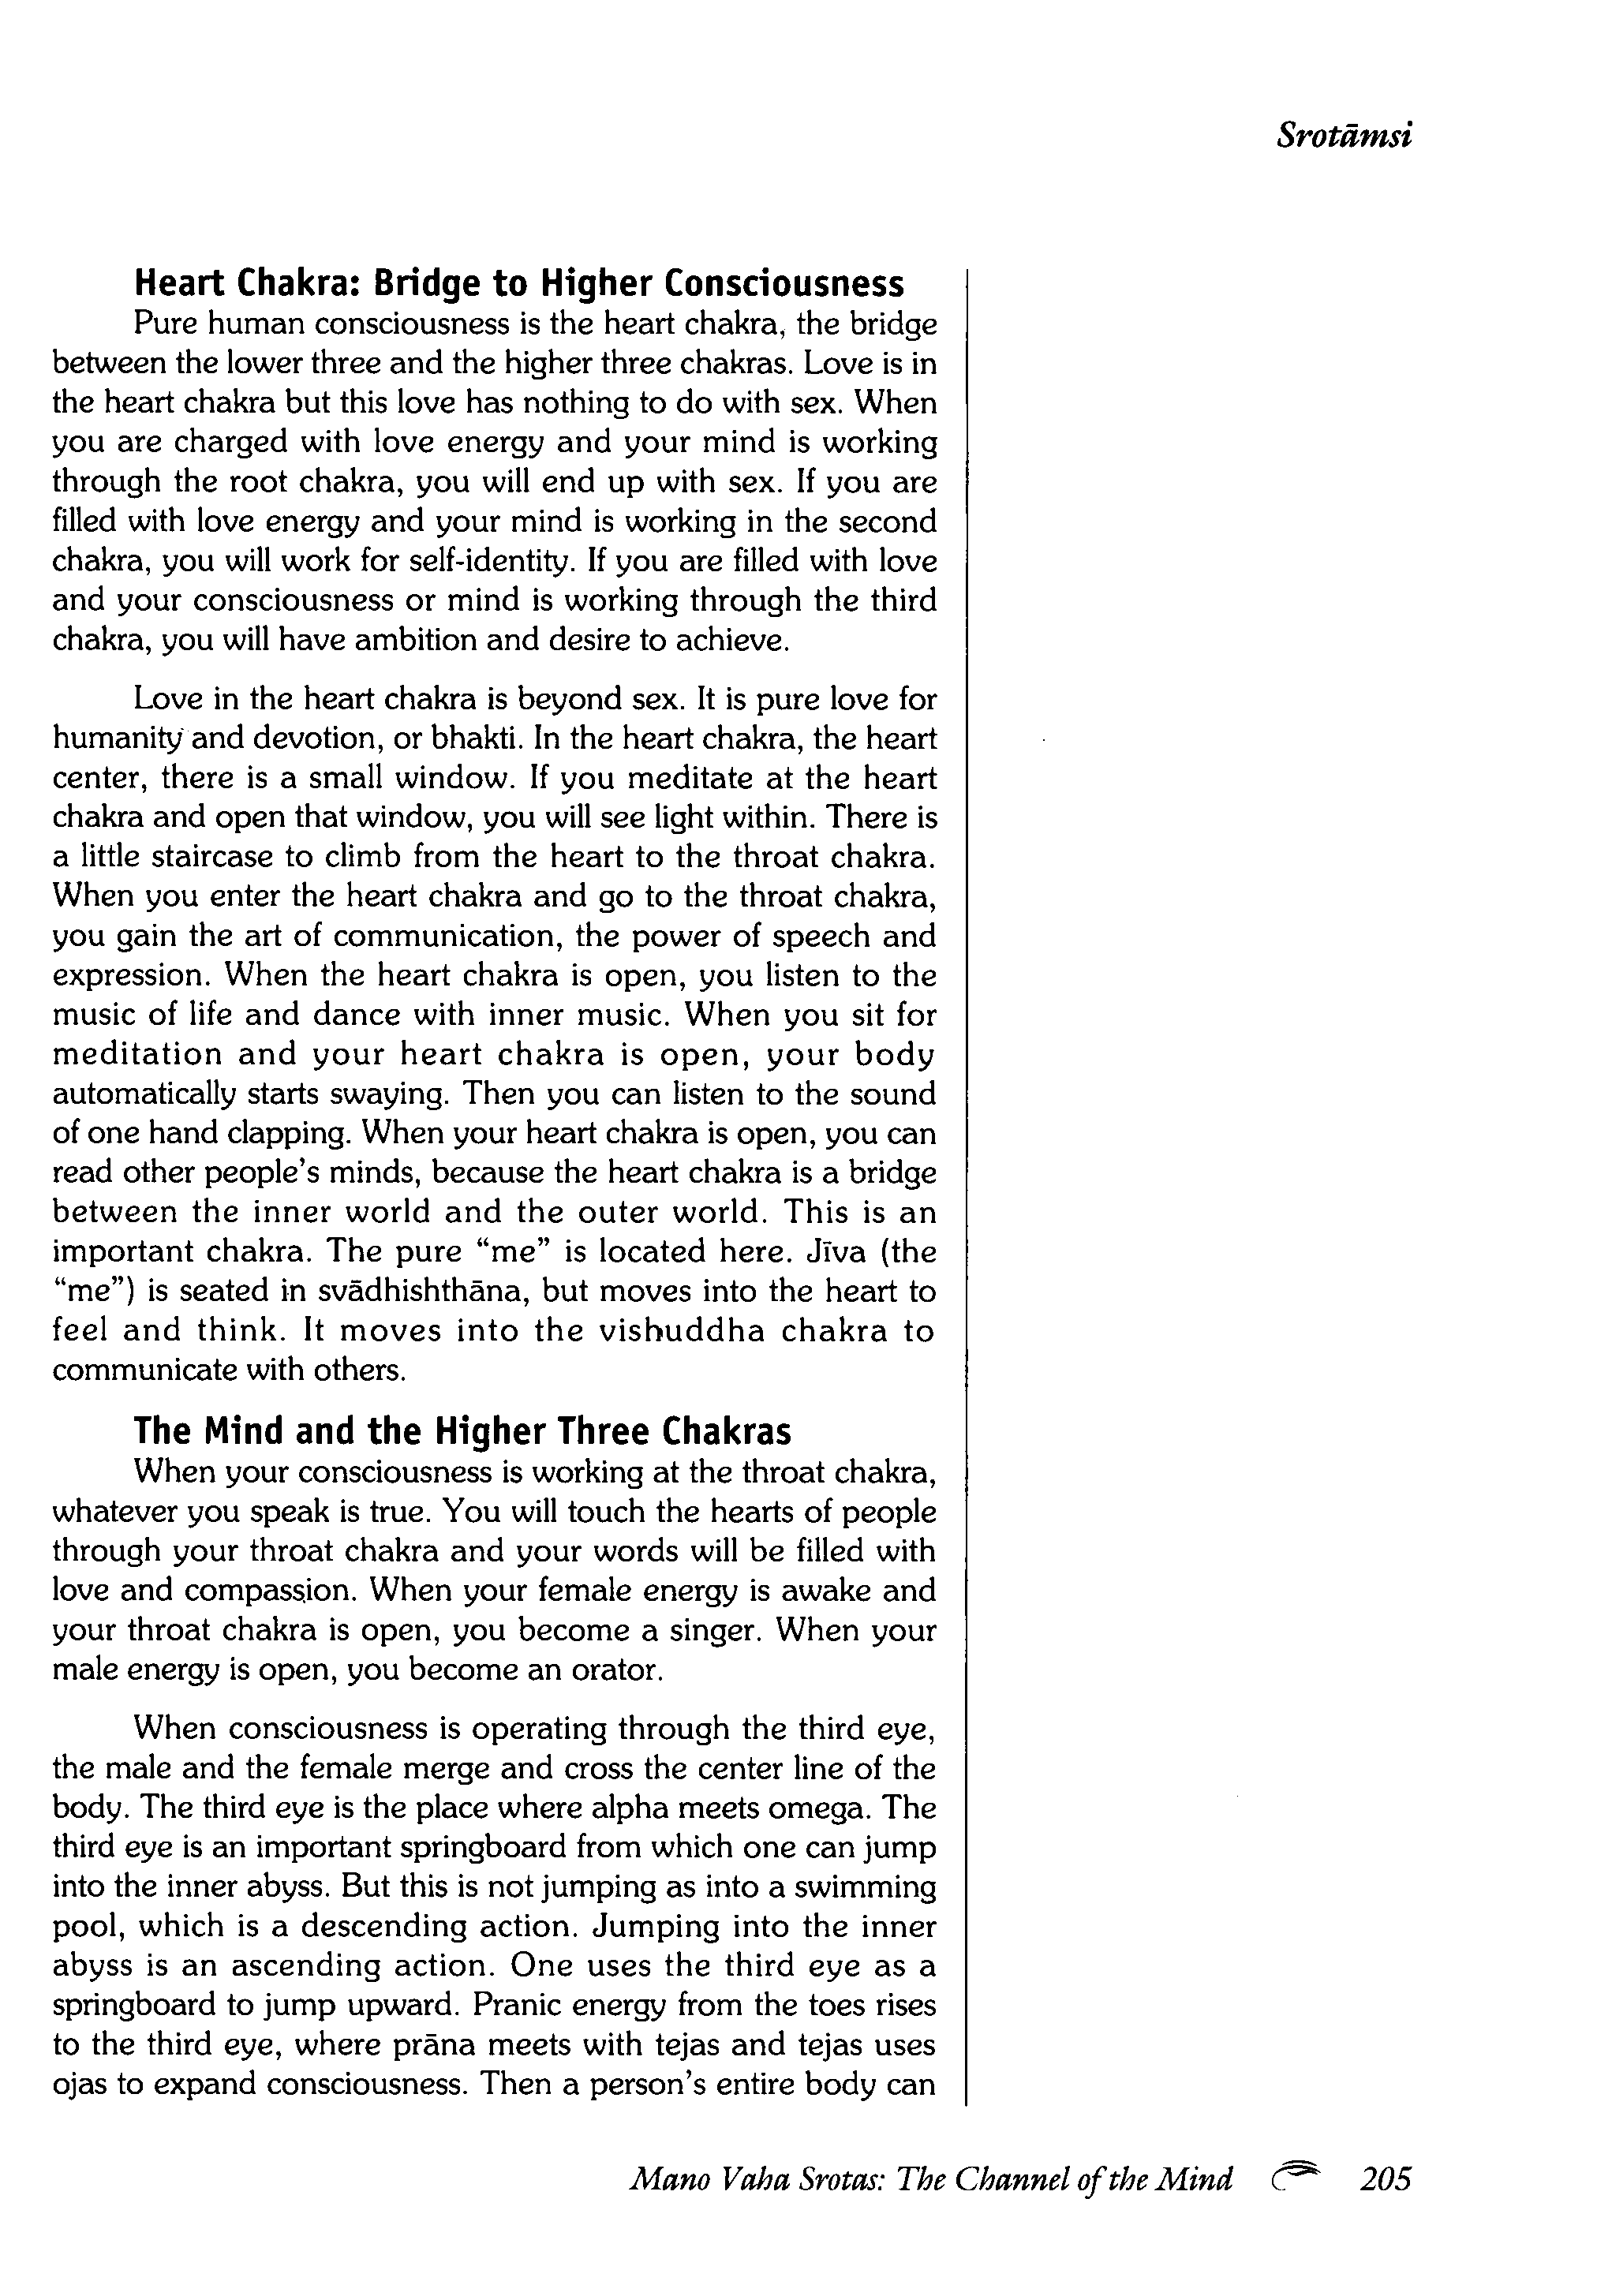 Srotāmsi
Heart Chakra: Bridge to Higher Consciousness
Pure human consciousness is the heart chakra, the bridge
between the lower three and the higher three chakras. Love is in
the heart chakra but this love has nothing to do with sex. When
you are charged with love energy and your mind is working
through the root chakra, you will end up with sex. If you are
filled with love energy and your mind is working in the second
chakra, you will work for self-identity. If you are filled with love
and your consciousness or mind is working through the third
chakra, you will have ambition and desire to achieve.
Love in the heart chakra is beyond sex. It is pure love for
humanity and devotion, or bhakti. In the heart chakra, the heart
center, there is a small window. If you meditate at the heart
chakra and open that window, you will see light within. There is
a little staircase to climb from the heart to the throat chakra.
When you enter the heart chakra and go to the throat chakra,
you gain the art of communication, the power of speech and
expression. When the heart chakra is open, you listen to the
music of life and dance with inner music. When you sit for
meditation and your heart chakra is open, your body
automatically starts swaying. Then you can listen to the sound
of one hand clapping. When your heart chakra is open, you can
read other people's minds, because the heart chakra is a bridge
between the inner world and the outer world. This is an
important chakra. The pure “me” is located here. Jīva (the
“me”) is seated in svādhishthāna, but moves into the heart to
feel and think. It moves into the vishuddha chakra to
communicate with others.
The Mind and the Higher Three Chakras
When your consciousness is working at the throat chakra,
whatever you speak is true. You will touch the hearts of people
through your throat chakra and your words will be filled with
love and compassion. When your female energy is awake and
your throat chakra is open, you become a singer. When your
male energy is open, you become an orator.
When consciousness is operating through the third eye,
the male and the female merge and cross the center line of the
body. The third eye is the place where alpha meets omega. The
third eye is an important springboard from which one can jump
into the inner abyss. But this is not jumping as into a swimming
pool, which is a descending action. Jumping into the inner
abyss is an ascending action. One uses the third eye as a
springboard to jump upward. Pranic energy from the toes rises
to the third eye, where prāna meets with tejas and tejas uses
ojas to expand consciousness. Then a person's entire body can
Mano Vaha Srotas: The Channel of the Mind 205